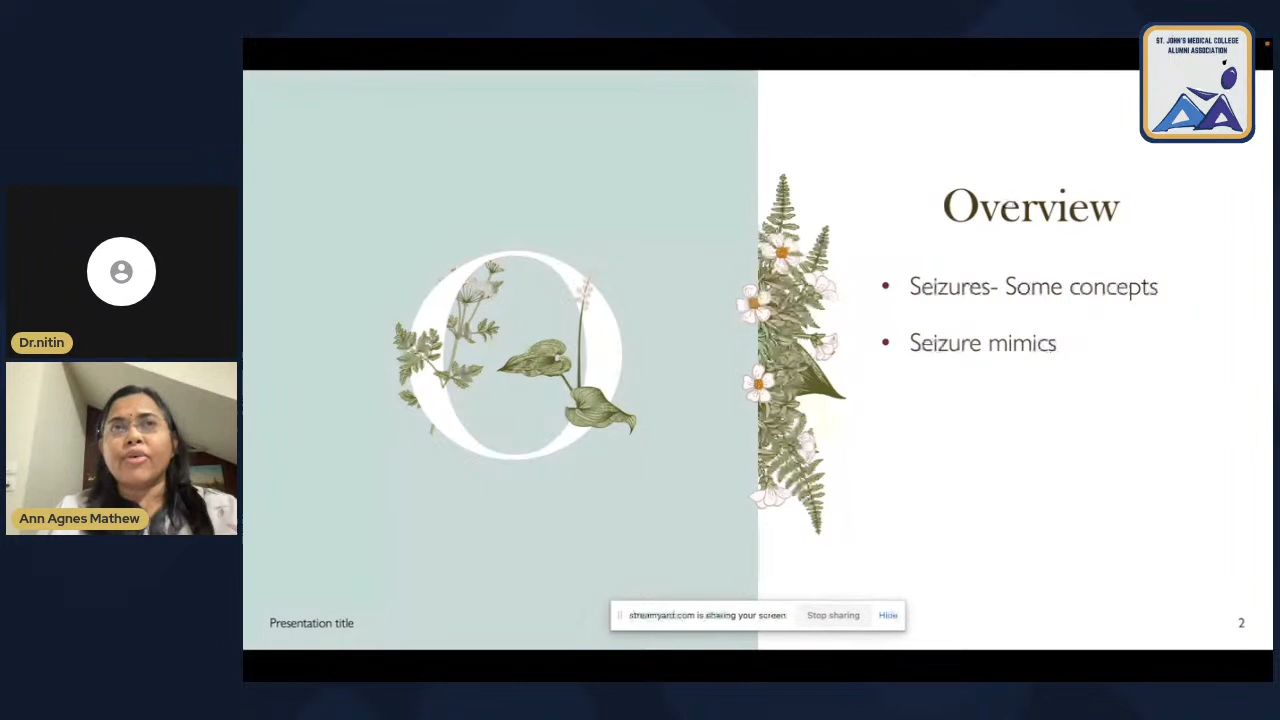 ST. JOHN'S MEDICAL COLLEGE
ALUMNI ASSOCIATION
Overview
• Seizures- Some concepts
• Seizure mimics
Dr.nitin
Ann Agnes Mathew
streamyard.com is sharing your screen
Stop sharing
Hide
Presentation title
2